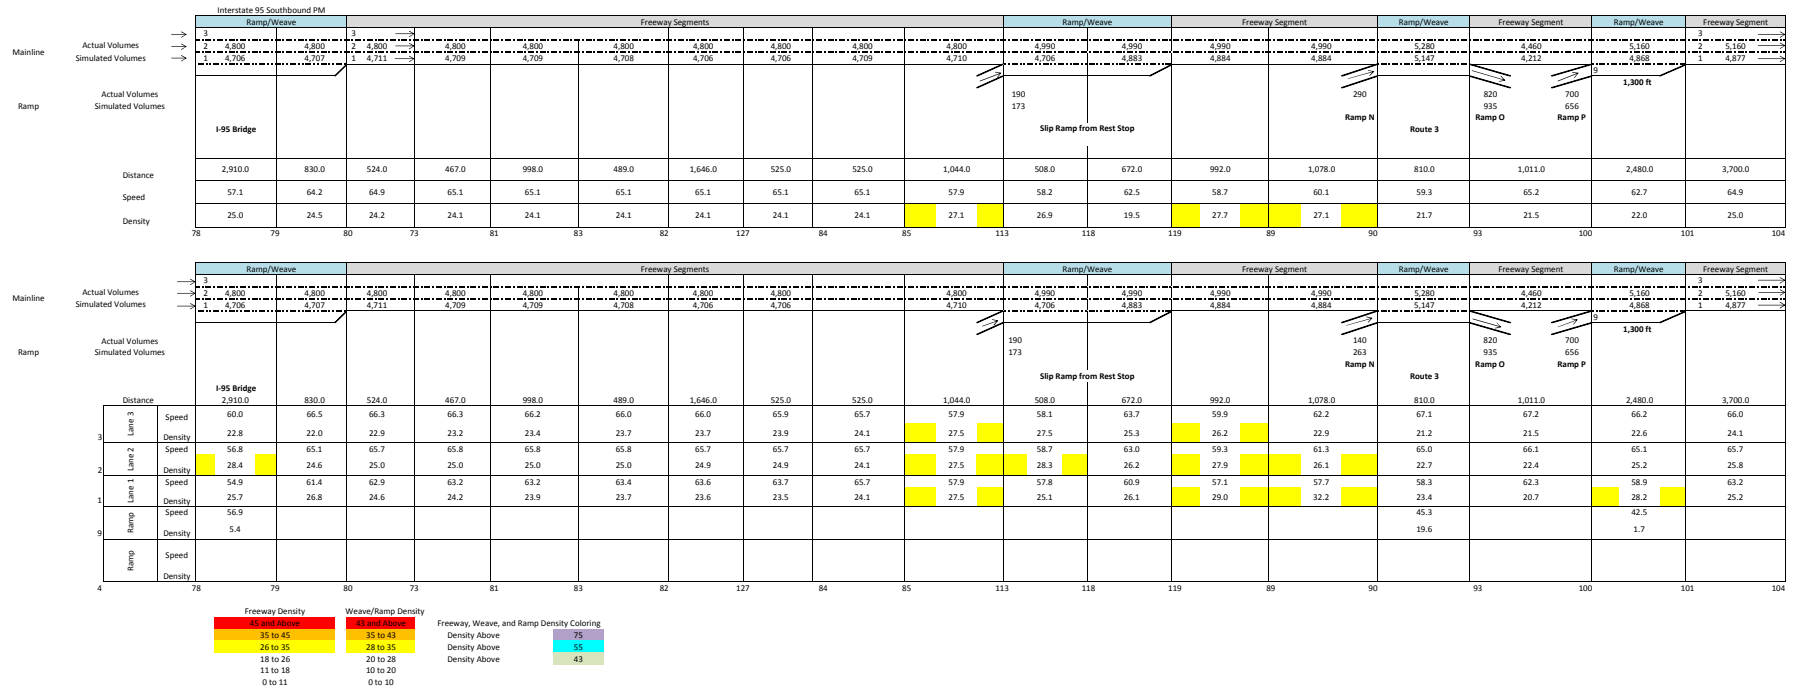 Interstate 95 Southbound PM
Ramp/Weave Freeway Segments Ramp/Weave Freeway Segment Ramp/Weave Freeway Segment Ramp/Weave Freeway Segment
3 3 3
Mainline Actual Volumes 2 4,800 4,800 2 4,800 4,800 4,800 4,800 4,800 4,800 4,800 4,800 4,990 4,990 4,990 4,990 5,280 4,460 5,160 2 5,160
Simulated Volumes 1 4,706 4,707 1 4,711 4,709 4,709 4,708 4,706 4,706 4,709 4,710 4,706 4,883 4,884 4,884 5,147 4,212 4,868 1 4,877
9
1,300 ft
Actual Volumes 190 290 820 700
Ramp Simulated Volumes 173 935 656
Ramp N Ramp O Ramp P
I-95 Bridge Slip Ramp from Rest Stop Route 3
Distance 2,910.0 830.0 524.0 467.0 998.0 489.0 1,646.0 525.0 525.0 1,044.0 508.0 672.0 992.0 1,078.0 810.0 1,011.0 2,480.0 3,700.0
Speed 57.1 64.2 64.9 65.1 65.1 65.1 65.1 65.1 65.1 57.9 58.2 62.5 58.7 60.1 59.3 65.2 62.7 64.9
Density 25.0 24.5 24.2 24.1 24.1 24.1 24.1 24.1 24.1 27.1 26.9 19.5 27.7 27.1 21.7 21.5 22.0 25.0
78 79 80 73 81 83 82 127 84 85 113 118 119 89 90 93 100 101 104
Ramp/Weave Freeway Segments Ramp/Weave Freeway Segment Ramp/Weave Freeway Segment Ramp/Weave Freeway Segment
3 3
Mainline Actual Volumes 2 4,800 4,800 4,800 4,800 4,800 4,800 4,800 4,800 4,800 4,990 4,990 4,990 4,990 5,280 4,460 5,160 2 5,160
Simulated Volumes 1 4,706 4,707 4,711 4,709 4,709 4,708 4,706 4,706 4,710 4,706 4,883 4,884 4,884 5,147 4,212 4,868 1 4,877
9
1,300 ft
Actual Volumes 190 140 820 700
Ramp Simulated Volumes 173 263 935 656
Ramp N Ramp O Ramp P
Slip Ramp from Rest Stop Route 3
I-95 Bridge
Distance 2,910.0 830.0 524.0 467.0 998.0 489.0 1,646.0 525.0 525.0 1,044.0 508.0 672.0 992.0 1,078.0 810.0 1,011.0 2,480.0 3,700.0
Lane 3 Speed 60.0 66.5 66.3 66.3 66.2 66.0 66.0 65.9 65.7 57.9 58.1 63.7 59.9 62.2 67.1 67.2 66.2 66.0
3 Density 22.8 22.0 22.9 23.2 23.4 23.7 23.7 23.9 24.1 27.5 27.5 25.3 26.2 22.9 21.2 21.5 22.6 24.1
Lane 2 Speed 56.8 65.1 65.7 65.8 65.8 65.8 65.7 65.7 65.7 57.9 58.7 63.0 59.3 61.3 65.0 66.1 65.1 65.7
2 Density 28.4 24.6 25.0 25.0 25.0 25.0 24.9 24.9 24.1 27.5 28.3 26.2 27.9 26.1 22.7 22.4 25.2 25.8
Lane 1 Speed 54.9 61.4 62.9 63.2 63.4 63.4 63.6 63.7 65.7 57.9 57.8 60.9 57.1 57.7 58.3 62.3 58.9 63.2
1 Density 25.7 26.8 24.6 24.2 23.9 23.7 23.6 23.5 24.1 27.5 25.1 26.1 29.0 32.2 23.4 20.7 28.2 25.2
Ramp Speed 56.9 45.3 42.5
9 Density 5.4 19.6 1.7
Ramp Speed
Density
4 78 79 80 73 81 83 82 127 84 85 113 118 119 89 90 93 100 101 104
Freeway Density Weave/Ramp Density
45 and Above 43 and Above Freeway, Weave, and Ramp Density Coloring
35 to 45 35 to 43 Density Above 75
26 to 35 28 to 35 Density Above 55
18 to 26 20 to 28 Density Above 43
11 to 18 10 to 20
0 to 11 0 to 10